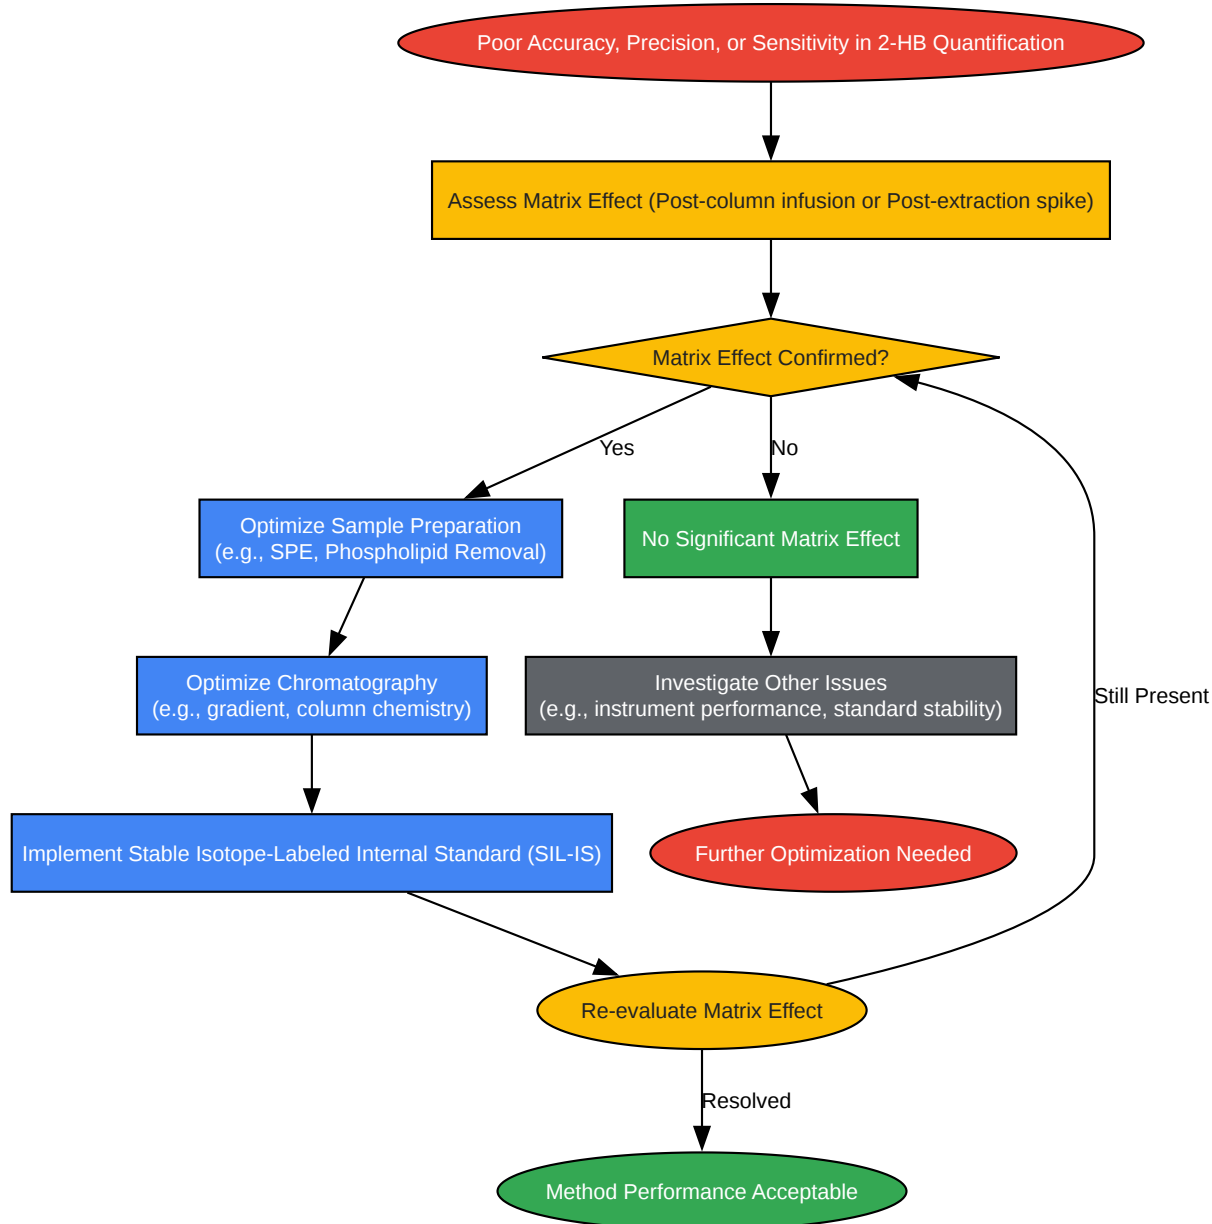 Poor Accuracy, Precision, or Sensitivity in 2-HB Quantification
Assess Matrix Effect (Post-column infusion or Post-extraction spike)
Matrix Effect Confirmed?
Yes
No
Optimize Sample Preparation
(e.g., SPE, Phospholipid Removal)
No Significant Matrix Effect
Optimize Chromatography
(e.g., gradient, column chemistry)
Investigate Other Issues
(e.g., instrument performance, standard stability)
Still Present
Implement Stable Isotope-Labeled Internal Standard (SIL-IS)
Further Optimization Needed
Re-evaluate Matrix Effect
Resolved
Method Performance Acceptable